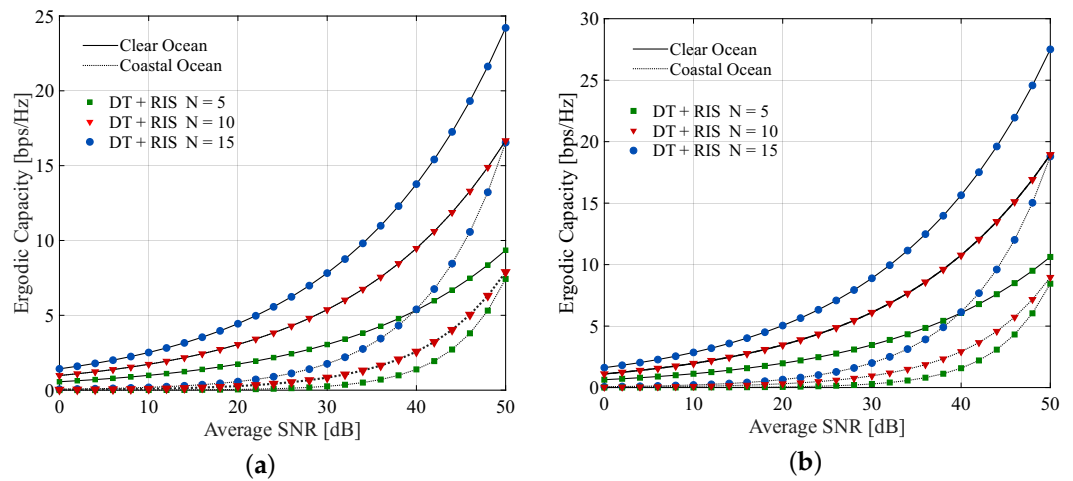 25
20
15
10
5
0
Ergodic Capacity [bps/Hz]
Clear Ocean
Coastal Ocean
DT + RIS N = 5
DT + RIS N = 10
DT + RIS N = 15
0 10 20 30 40 50
Average SNR [dB]
(a)
30
25
20
15
10
5
0
Ergodic Capacity [bps/Hz]
Clear Ocean
Coastal Ocean
DT + RIS N = 5
DT + RIS N = 10
DT + RIS N = 15
0 10 20 30 40 50
Average SNR [dB]
(b)